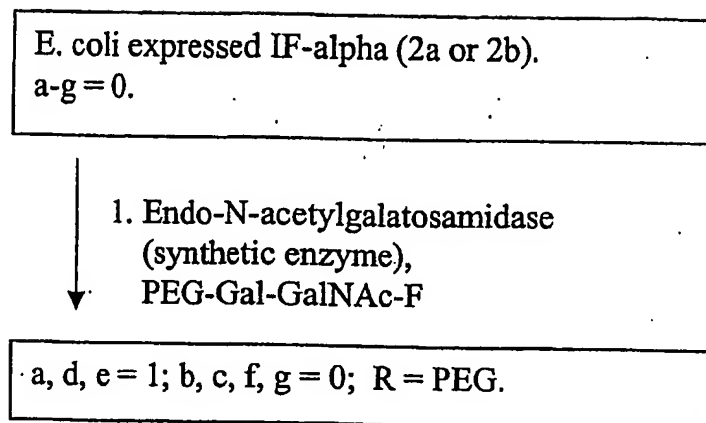 E. coli expressed IF-alpha (2a or 2b).
a-g = 0.
1. Endo-N-acetylgalatosamidase
(synthetic enzyme),
PEG-Gal-GalNAc-F
a, d, e = 1; b, c, f, g = 0; R = PEG.